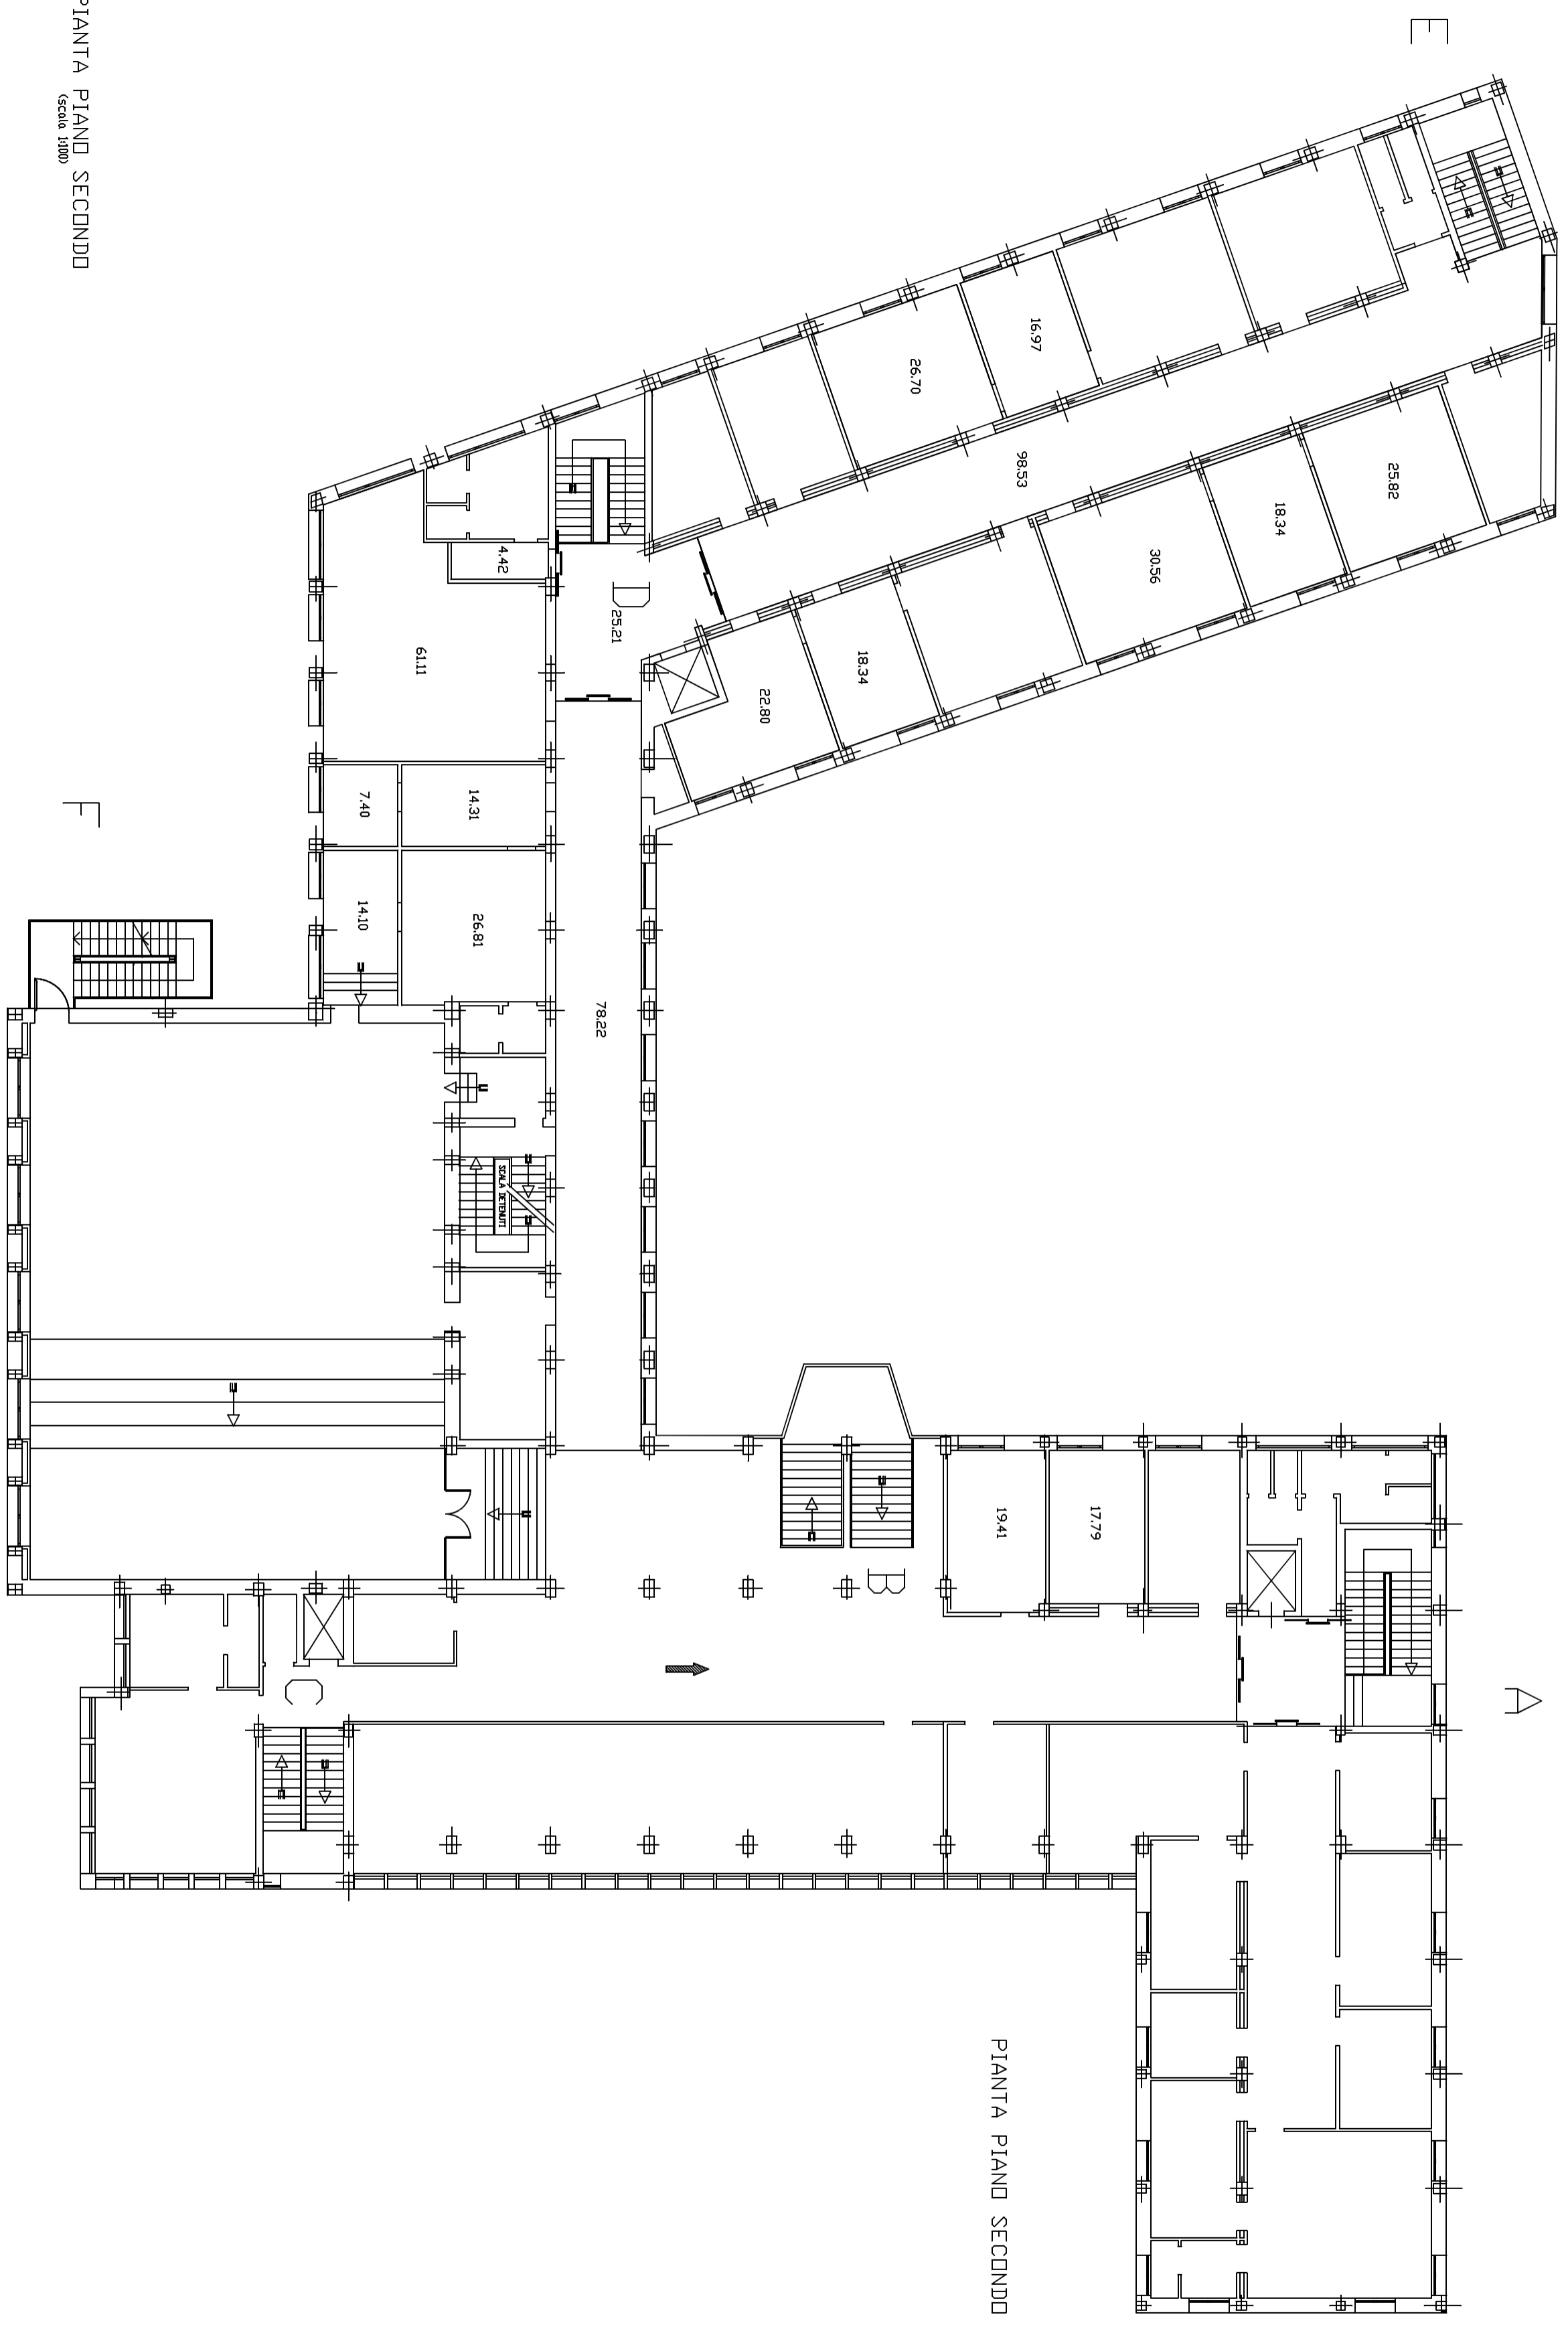 PIANTA PIANO SECONDO
(scala 1:100)
E
16.97
26.70
98.53
25.82
18.34
30.56
18.34
22.80
4.42
D
25.21
61.11
7.40
14.31
14.10
26.81
F
78.22
SCALA DETENUTI
19.41
17.79
B
C
A
PIANTA PIANO SECONDO